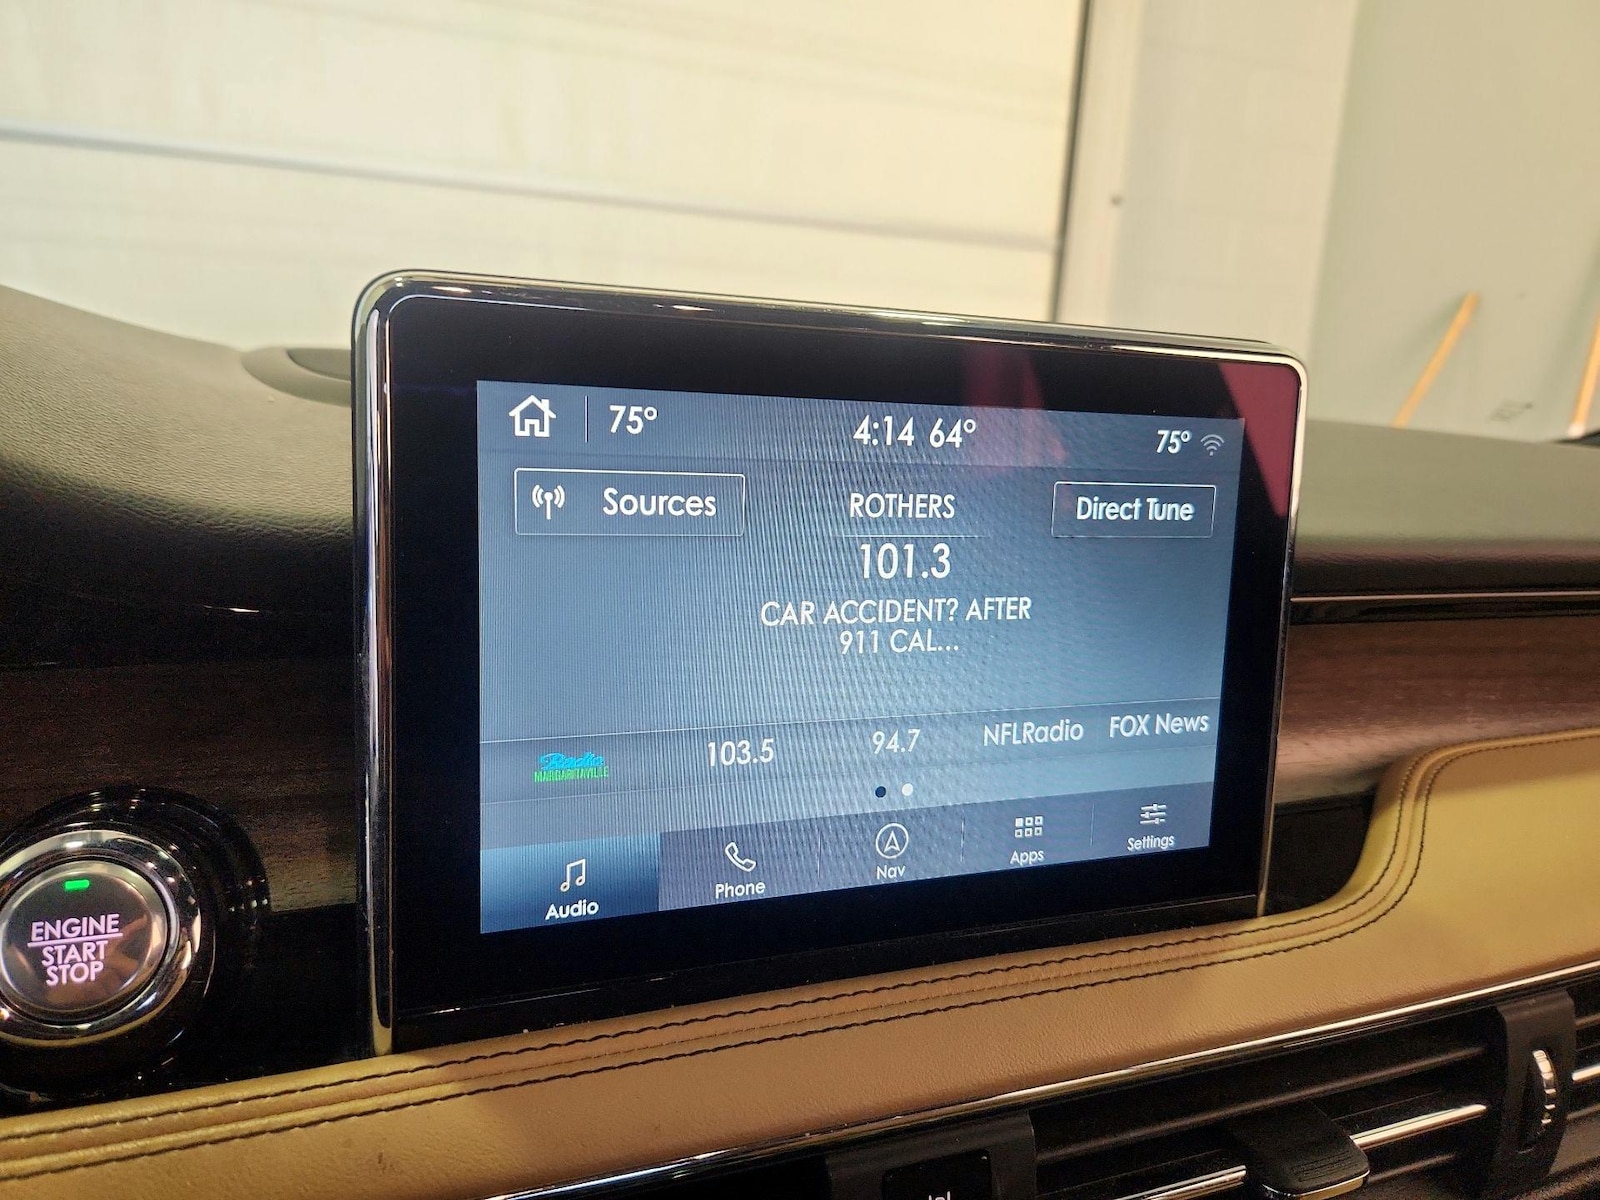 75°
4:14 64°
75°
Sources
ROTHERS
Direct Tune
101.3
CAR ACCIDENT? AFTER
911 CAL...
Radio
MARGARITAVILLE
103.5
94.7
NFLRadio
FOX News
Audio
Phone
Nav
Apps
Settings
ENGINE
START
STOP